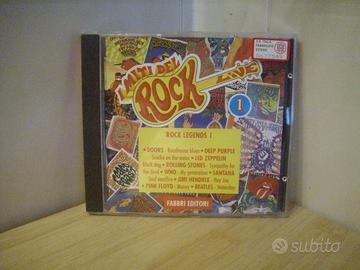 I MITI DEL
ROCK
LIVE
1
ROCK LEGENDS 1
• DOORS - Roadhouse blues • DEEP PURPLE
Smoke on the water • LED ZEPPELIN
Black dog • ROLLING STONES - Sympathy for
the devil • WHO - My generation • SANTANA
Soul sacrifice • JIMI HENDRIX - Hey Joe
• PINK FLOYD - Money • BEATLES - Yesterday
FABBRI EDITORI
subito